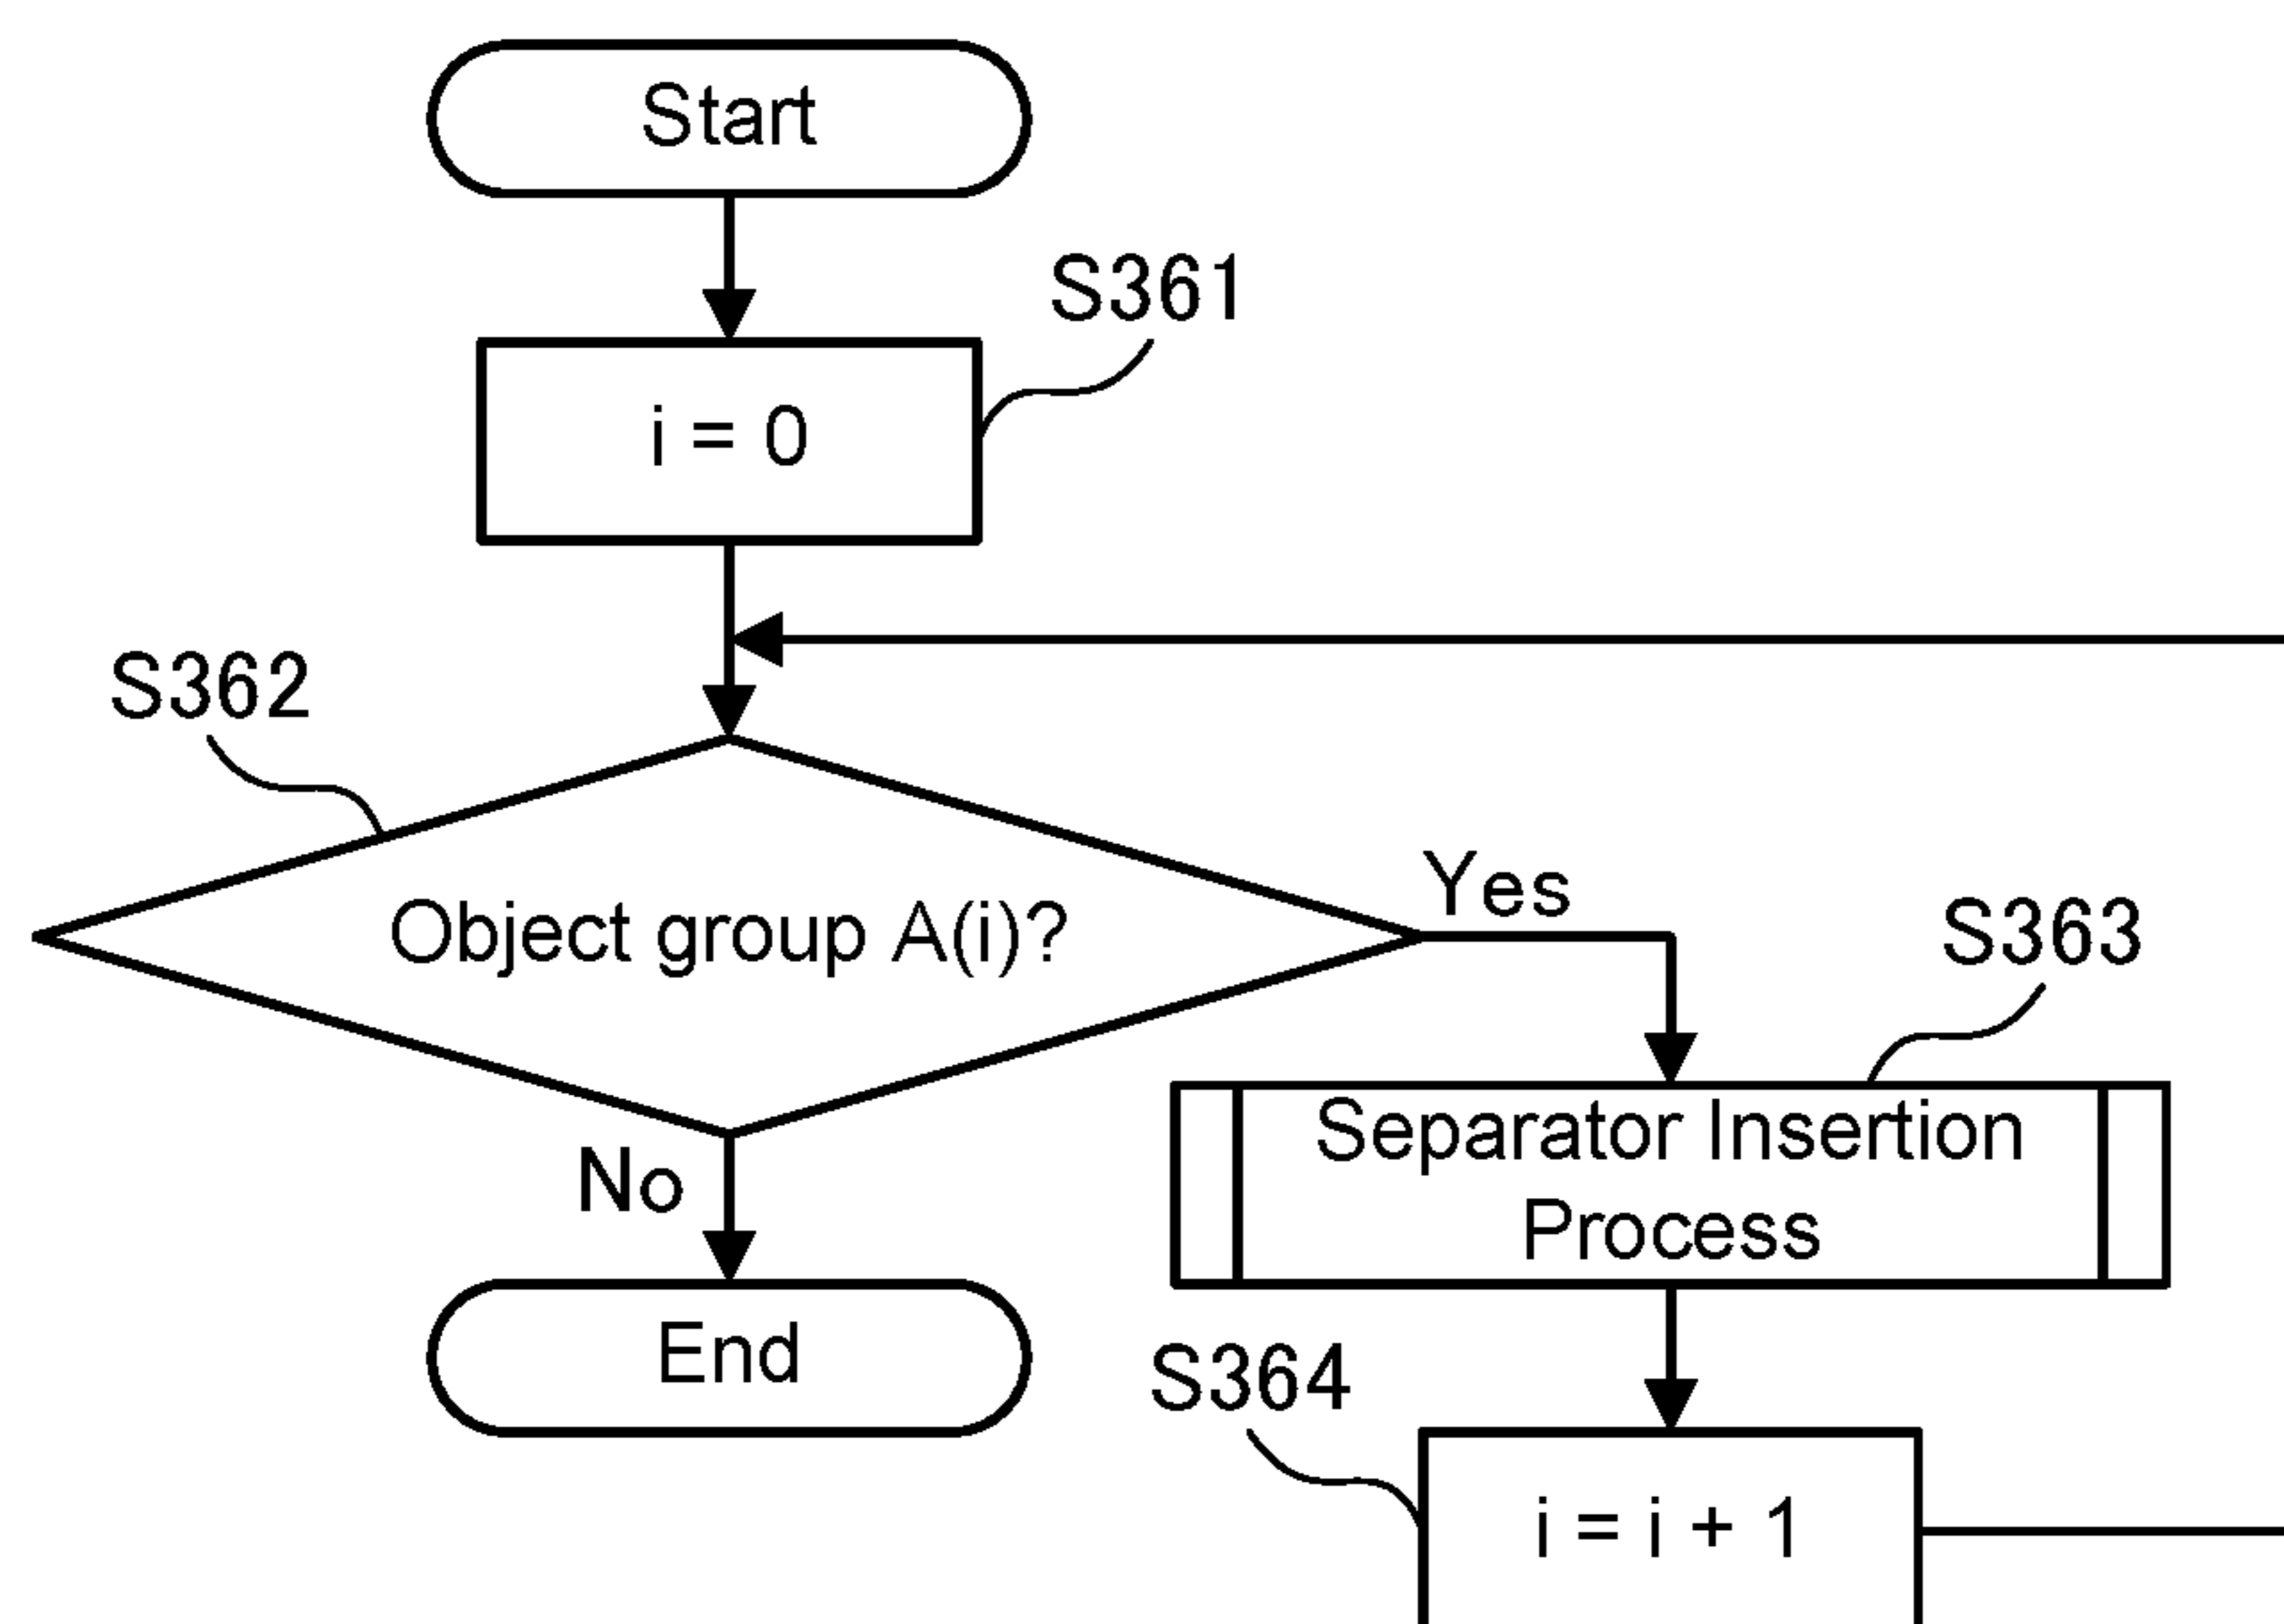 Start
S361
i = 0
S362
Object group A(i)?
Yes
S363
Separator Insertion
Process
No
End
S364
i = i + 1